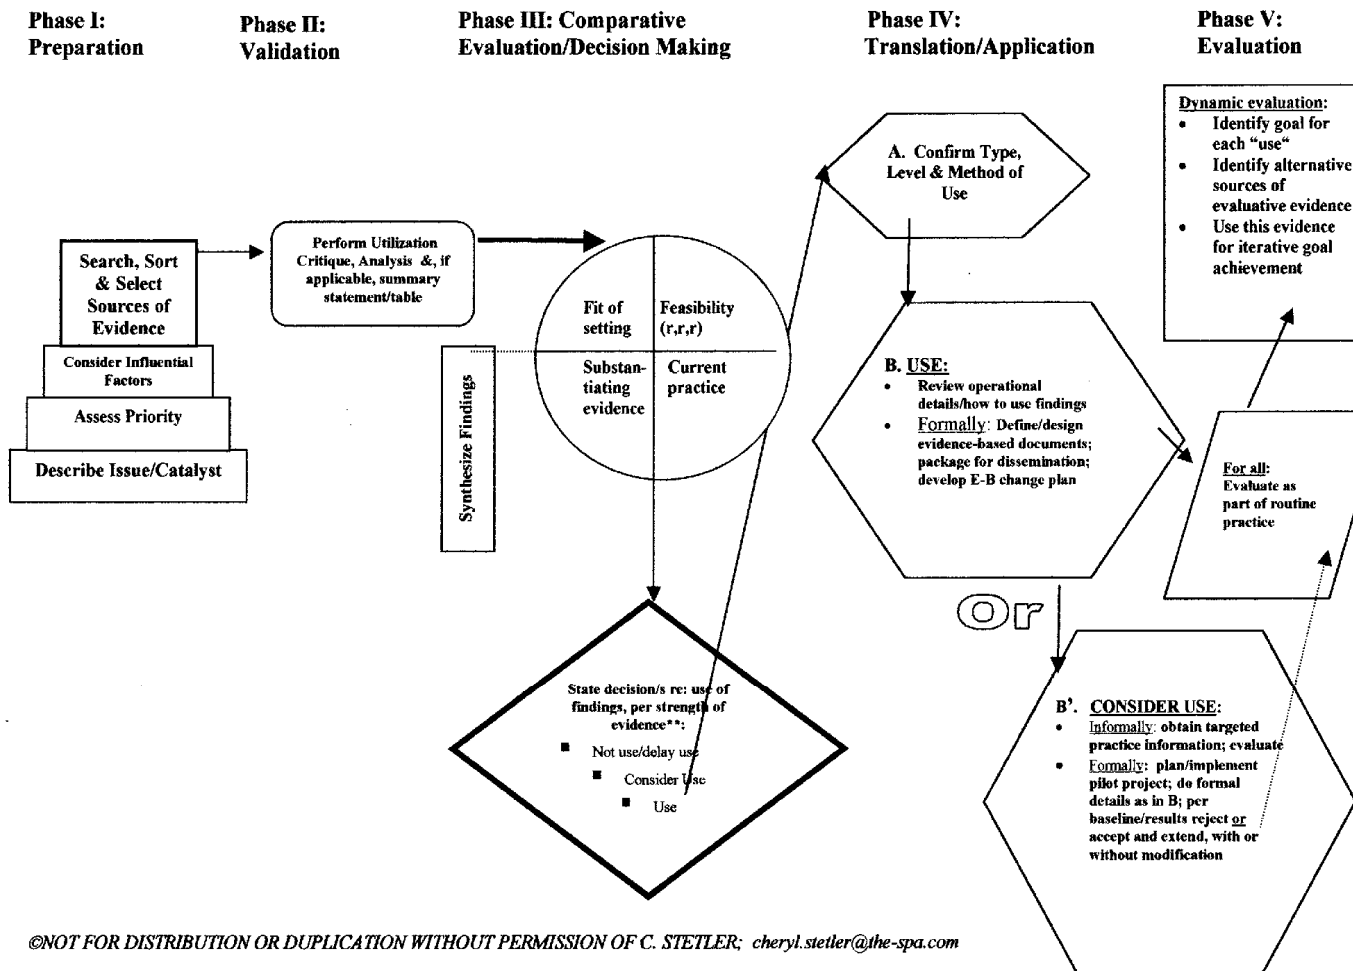 Phase I:
Preparation
Phase II:
Validation
Phase III: Comparative
Evaluation/Decision Making
Phase IV:
Translation/Application
Phase V:
Evaluation
Search, Sort
& Select
Sources of
Evidence
Consider Influential
Factors
Assess Priority
Describe Issue/Catalyst
Perform Utilization
Critique, Analysis &, if
applicable, summary
statement/table
Synthesize Findings
Fit of
setting
Feasibility
(r,r,r)
Substan-
tiating
evidence
Current
practice
State decision/s re: use of
findings, per strength of
evidence**:
■ Not use/delay use
■ Consider Use
■ Use
A. Confirm Type,
Level & Method of
Use
B. USE:
• Review operational
details/how to use findings
• Formally: Define/design
evidence-based documents;
package for dissemination;
develop E-B change plan
Or
B'. CONSIDER USE:
• Informally: obtain targeted
practice information; evaluate
• Formally: plan/implement
pilot project; do formal
details as in B; per
baseline/results reject or
accept and extend, with or
without modification
Dynamic evaluation:
• Identify goal for
each "use"
• Identify alternative
sources of
evaluative evidence
• Use this evidence
for iterative goal
achievement
For all:
Evaluate as
part of routine
practice
©NOT FOR DISTRIBUTION OR DUPLICATION WITHOUT PERMISSION OF C. STETLER; cheryl.stetler@the-spa.com